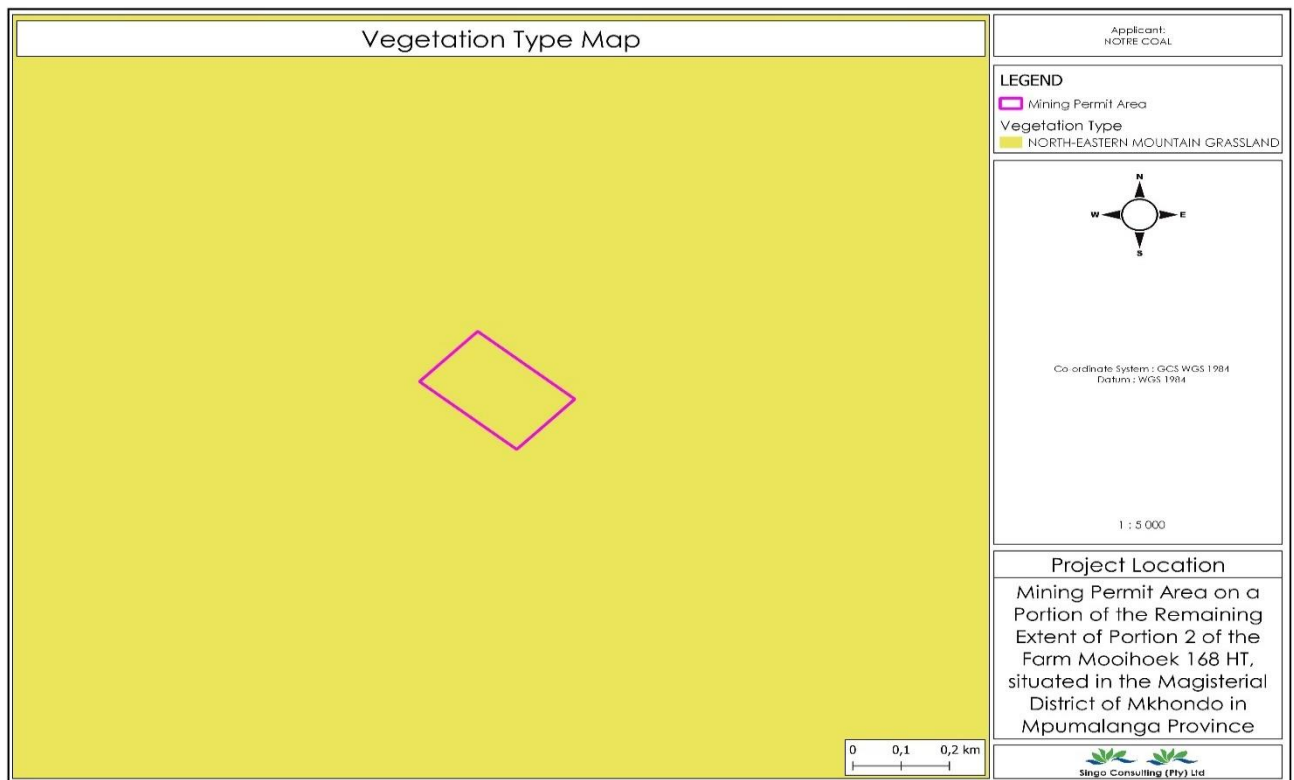 Vegetation Type Map
Applicant:
NOTRE COAL
LEGEND
Mining Permit Area
Vegetation Type
NORTH-EASTERN MOUNTAIN GRASSLAND
N
W E
S
Co-ordinate System : GCS WGS 1984
Datum : WGS 1984
1 : 5 000
Project Location
Mining Permit Area on a
Portion of the Remaining
Extent of Portion 2 of the
Farm Mooihoek 168 HT,
situated in the Magisterial
District of Mkhondo in
Mpumalanga Province
0 0,1 0,2 km
Singo Consulting (Pty) Ltd